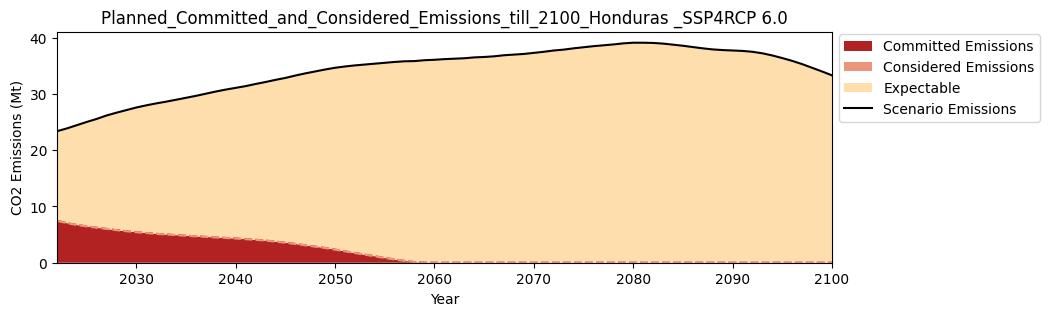 Planned_Committed_and_Considered_Emissions_till_2100_Honduras _SSP4RCP 6.0
CO2 Emissions (Mt)
40
30
20
10
0
2030 2040 2050 2060 2070 2080 2090 2100
Year
Committed Emissions
Considered Emissions
Expectable
Scenario Emissions